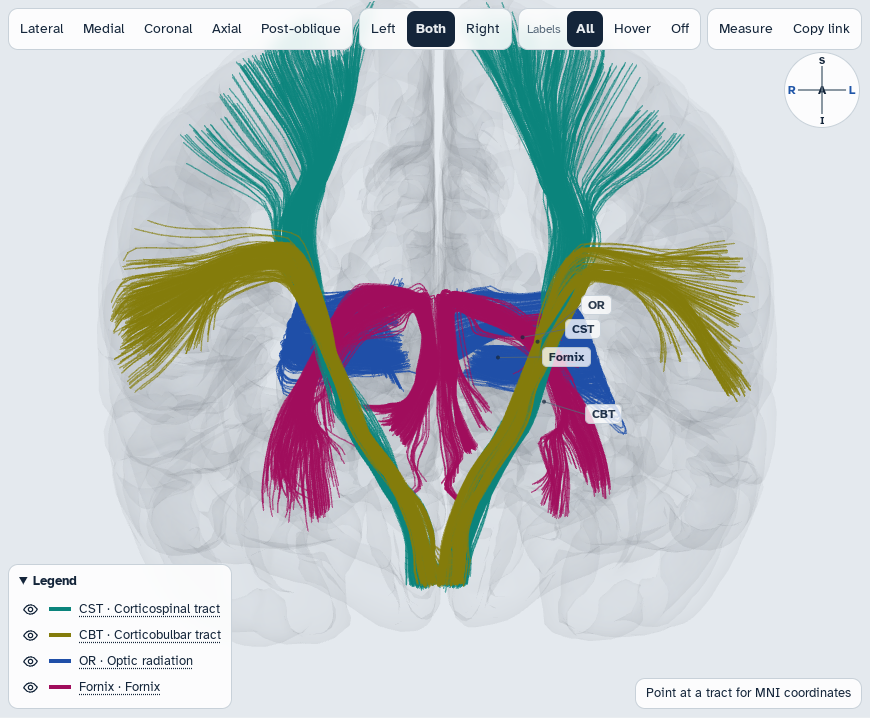 Lateral Medial Coronal Axial Post-oblique Left Both Right Labels All Hover Off Measure Copy link
S
R A L
I
OR
CST
Fornix
CBT
▼ Legend
CST · Corticospinal tract
CBT · Corticobulbar tract
OR · Optic radiation
Fornix · Fornix
Point at a tract for MNI coordinates